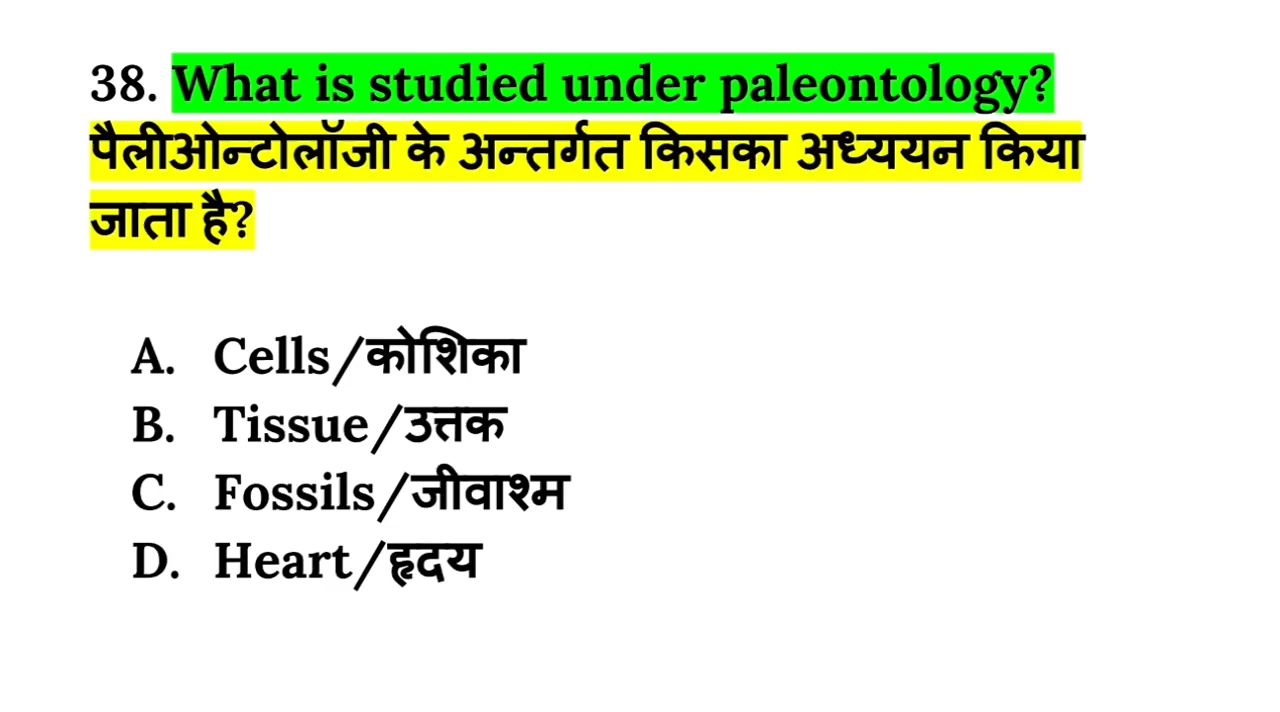 38. What is studied under paleontology?
पैलीओन्टोलॉजी के अन्तर्गत किसका अध्ययन किया
जाता है?
A. Cells/कोशिका
B. Tissue/उत्तक
C. Fossils/जीवाश्म
D. Heart/हृदय